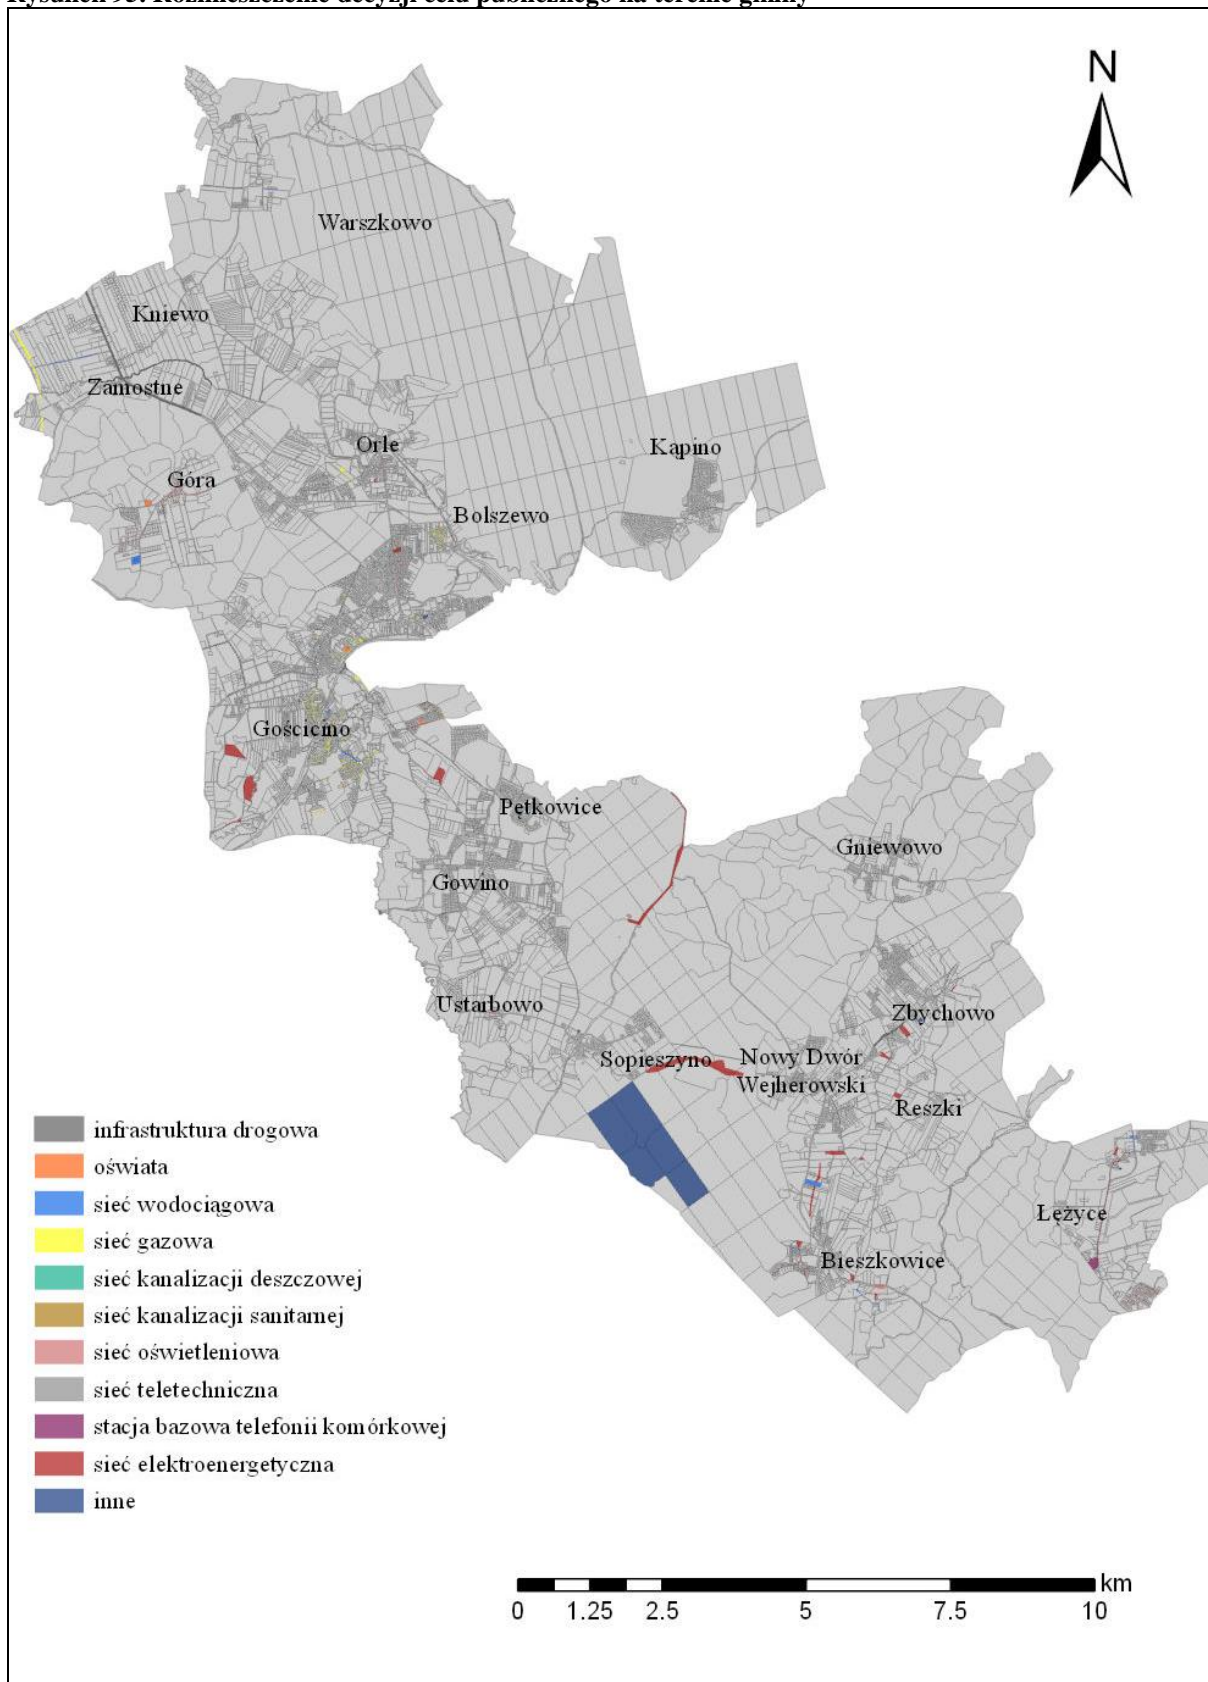 N
Warszkowo
Kniewo
Zamostne
Orle
Kąpino
Góra
Bolszewo
Gościcino
Pętkowice
Gniewowo
Gowino
Ustarbowo
Zbychowo
Sopieszyno
Nowy Dwór
Wejherowski
Reszki
Łężyce
Bieszkowice
infrastruktura drogowa
oświata
sieć wodociągowa
sieć gazowa
sieć kanalizacji deszczowej
sieć kanalizacji sanitarnej
sieć oświetleniowa
sieć teletechniczna
stacja bazowa telefonii komórkowej
sieć elektroenergetyczna
inne
km
0 1.25 2.5 5 7.5 10